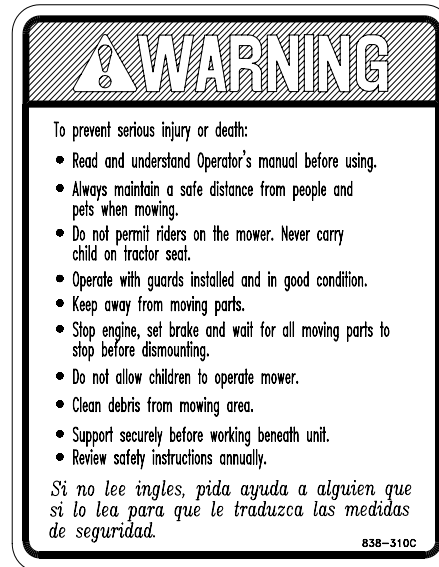 WARNING
To prevent serious injury or death:
• Read and understand Operator's manual before using.
• Always maintain a safe distance from people and
pets when mowing.
• Do not permit riders on the mower. Never carry
child on tractor seat.
• Operate with guards installed and in good condition.
• Keep away from moving parts.
• Stop engine, set brake and wait for all moving parts to
stop before dismounting.
• Do not allow children to operate mower.
• Clean debris from mowing area.
• Support securely before working beneath unit.
• Review safety instructions annually.
Si no lee ingles, pida ayuda a alguien que
si lo lea para que le traduzca las medidas
de seguridad.
838-310C